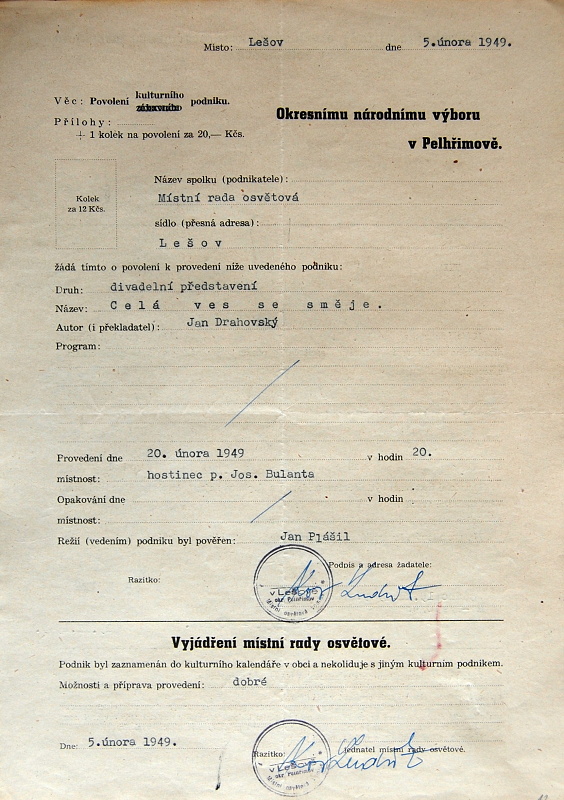 Místo: Lešov dne 5.února 1949.
Věc: Povolení kulturního zábavního podniku.
Přílohy:
+ 1 kolek na povolení za 20,— Kčs.
Okresnímu národnímu výboru
v Pelhřimově.
Kolek
za 12 Kčs.
Název spolku (podnikatele):
Místní rada osvětová
sídlo (přesná adresa):
Lešov
žádá tímto o povolení k provedení níže uvedeného podniku:
Druh: divadelní představení
Název: Celá ves se směje.
Autor (i překladatel): Jan Drahovský
Program:
Provedení dne 20. února 1949 v hodin 20.
místnost: hostinec p. Jos. Bulanta
Opakování dne v hodin
místnost:
Režií (vedením) podniku byl pověřen: Jan Plášil
Podpis a adresa žadatele:
Razítko:
v Lešově
Vyjádření místní rady osvětové.
Podnik byl zaznamenán do kulturního kalendáře v obci a nekoliduje s jiným kulturním podnikem.
Možnosti a příprava provedení: dobré
Dne: 5.února 1949.
Razítko: Jednatel místní rady osvětové.
v Lešově